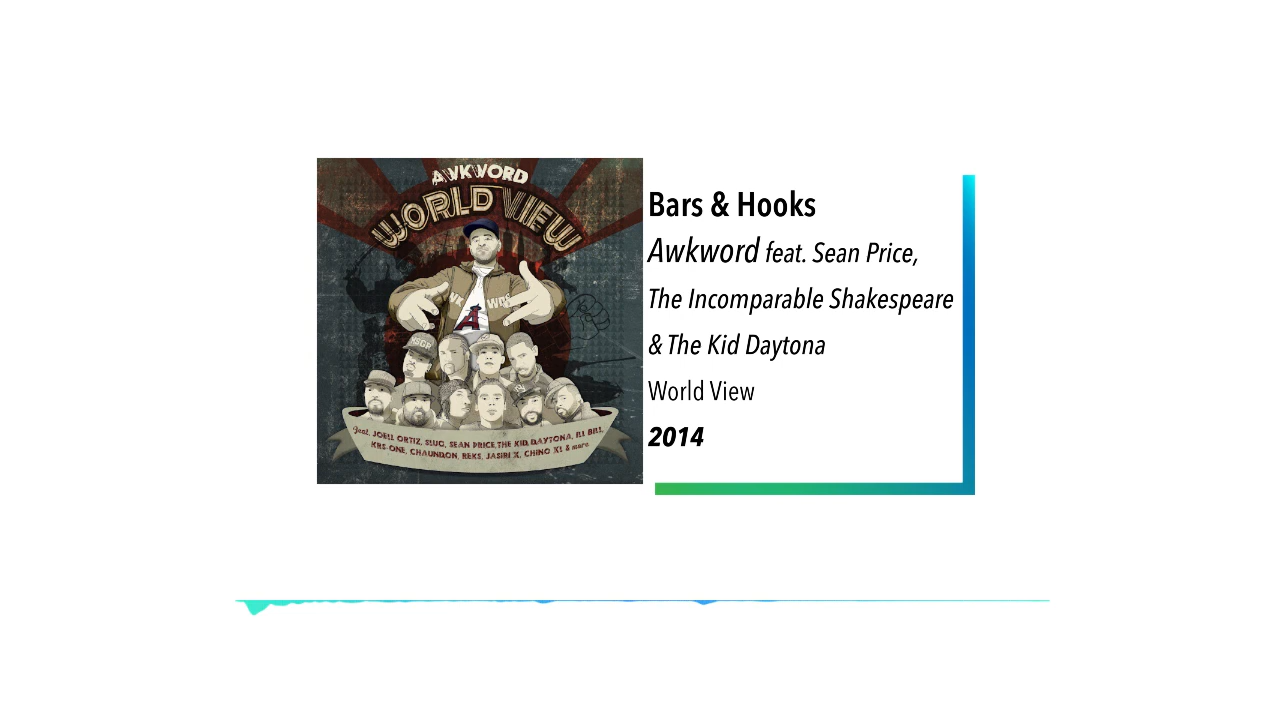 AWKWORD
WORLD VIEW
A
feat. JOELL ORTIZ, SLUG, SEAN PRICE, THE KID DAYTONA, ILL BILL,
KRS-ONE, CHAUNDON, REKS, JASIRI X, CHINO XL & more
Bars & Hooks
Awkword feat. Sean Price,
The Incomparable Shakespeare
& The Kid Daytona
World View
2014